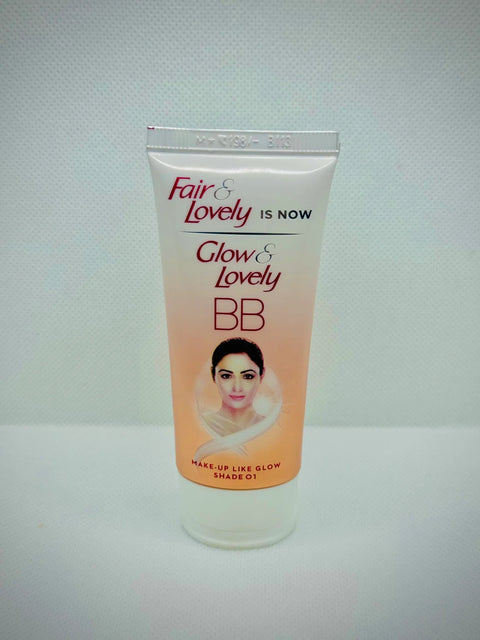 Fair &
Lovely IS NOW
Glow &
Lovely
BB
MAKE-UP LIKE GLOW
SHADE 01